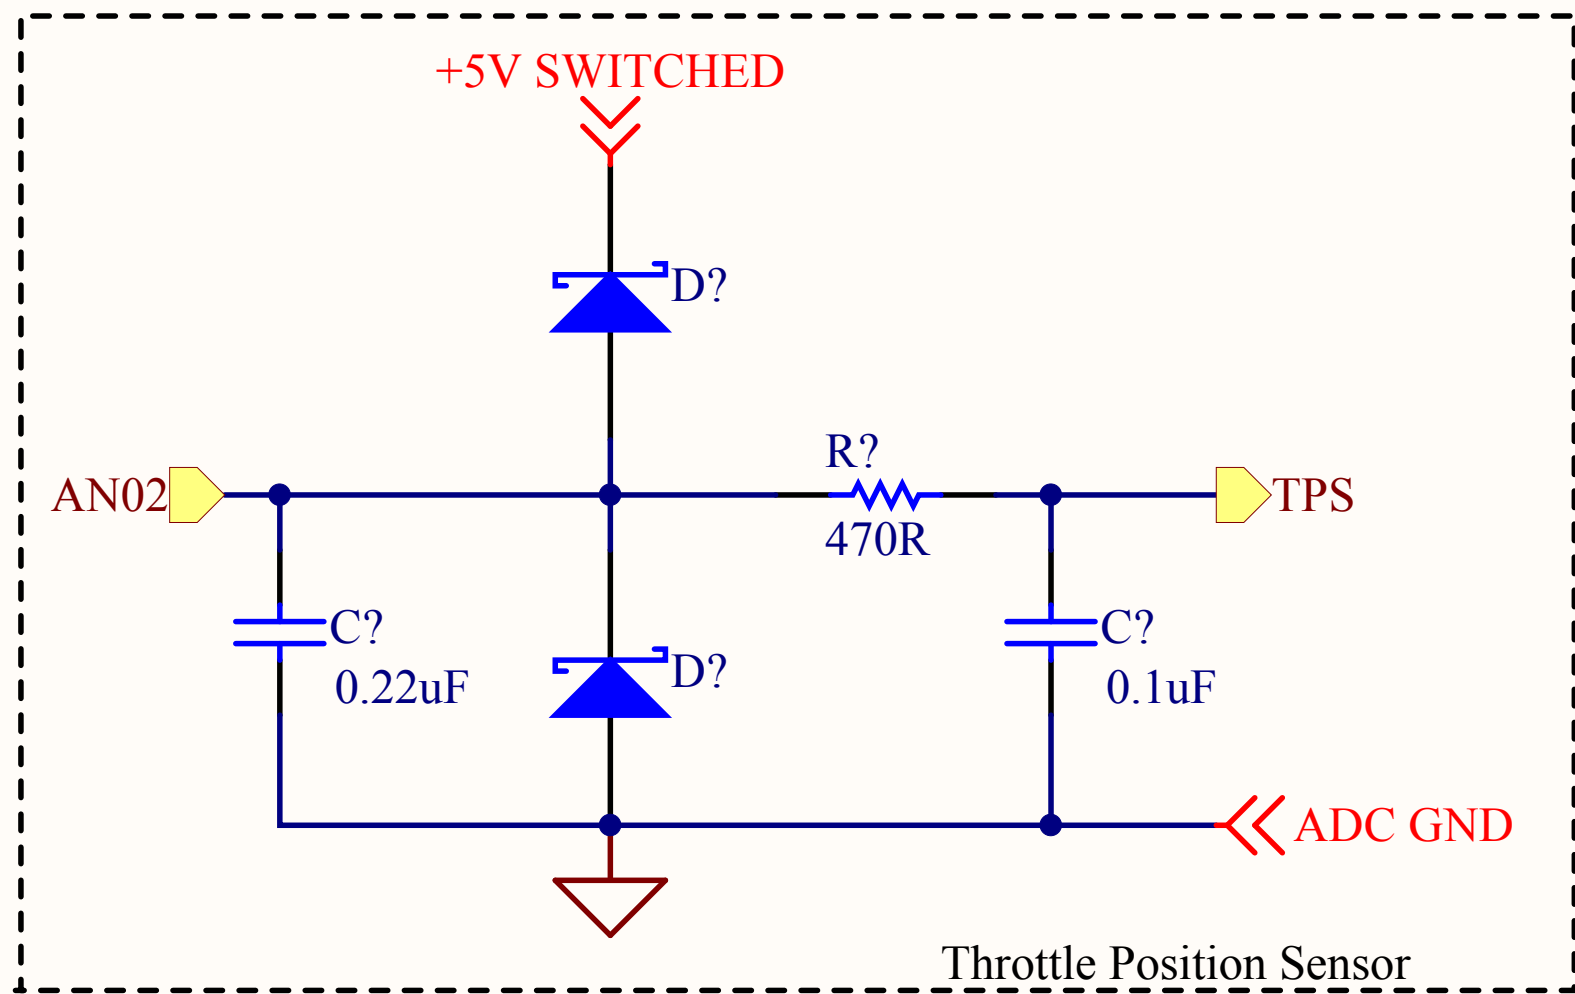 +5V SWITCHED
D?
R?
AN02
TPS
470R
C?
0.22uF
D?
C?
0.1uF
ADC GND
Throttle Position Sensor